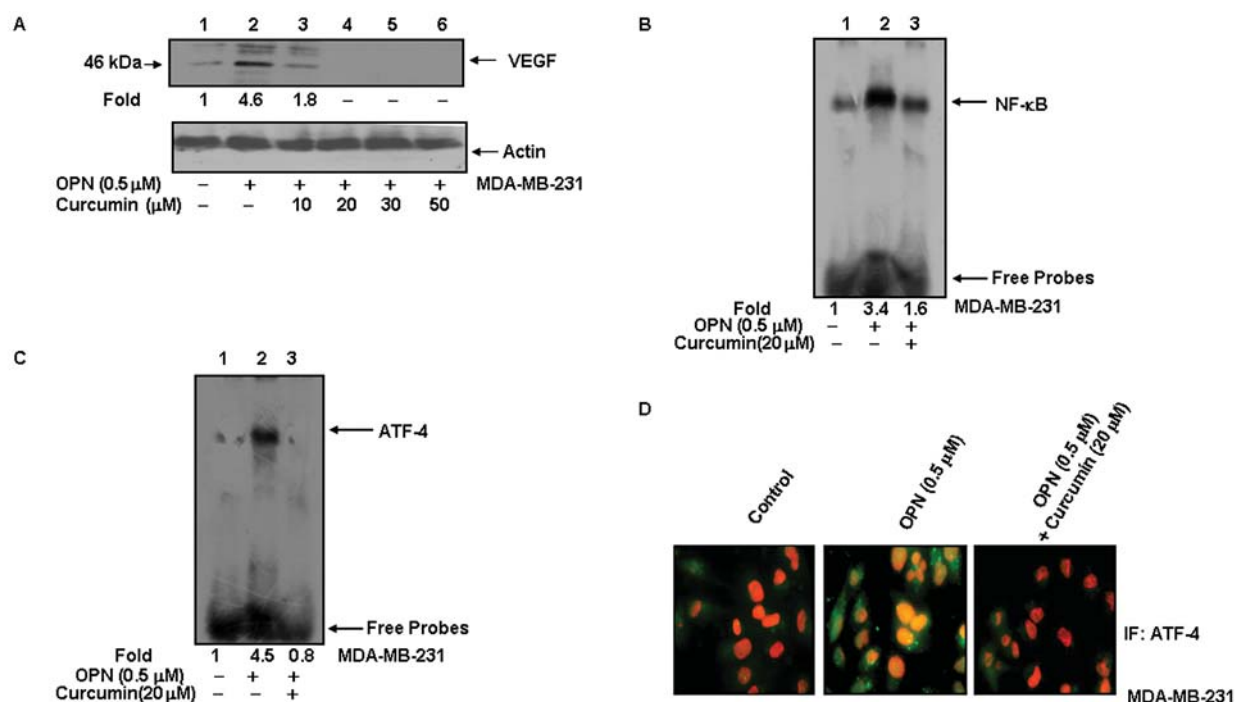 A
1 2 3 4 5 6
46 kDa
VEGF
Fold 1 4.6 1.8 – – –
Actin
OPN (0.5 μM) – + + + + + MDA-MB-231
Curcumin (μM) – – 10 20 30 50
B
1 2 3
NF-κB
Free Probes
Fold 1 3.4 1.6 MDA-MB-231
OPN (0.5 μM) – + +
Curcumin(20 μM) – – +
C
1 2 3
ATF-4
Free Probes
Fold 1 4.5 0.8 MDA-MB-231
OPN (0.5 μM) – + +
Curcumin(20 μM) – – +
D
Control
OPN (0.5 μM)
OPN (0.5 μM)
+ Curcumin (20 μM)
IF: ATF-4
MDA-MB-231